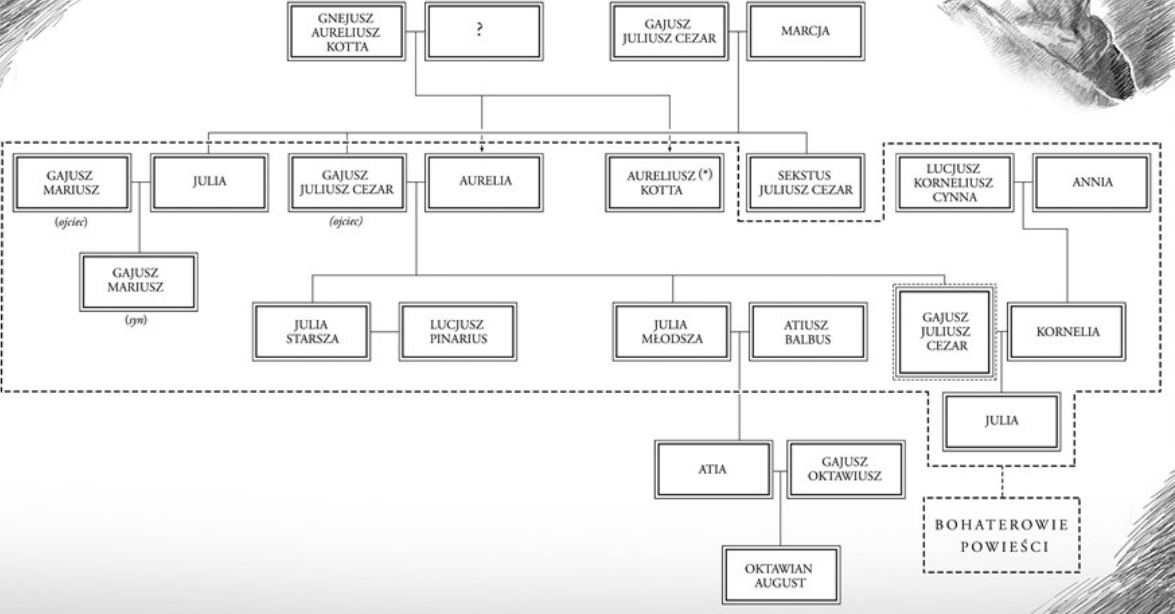 GNEJUSZ
AURELIUSZ
KOTTA
?
GAJUSZ
JULIUSZ CEZAR
MARCJA
GAJUSZ
MARIUSZ
(ojciec)
JULIA
GAJUSZ
JULIUSZ CEZAR
(ojciec)
AURELIA
AURELIUSZ (*)
KOTTA
SEKSTUS
JULIUSZ CEZAR
LUCJUSZ
KORNELIUSZ
CYNNA
ANNIA
GAJUSZ
MARIUSZ
(syn)
JULIA
STARSZA
LUCJUSZ
PINARIUS
JULIA
MŁODSZA
ATIUSZ
BALBUS
GAJUSZ
JULIUSZ
CEZAR
KORNELIA
JULIA
ATIA
GAJUSZ
OKTAWIUSZ
BOHATEROWIE
POWIEŚCI
OKTAWIAN
AUGUST